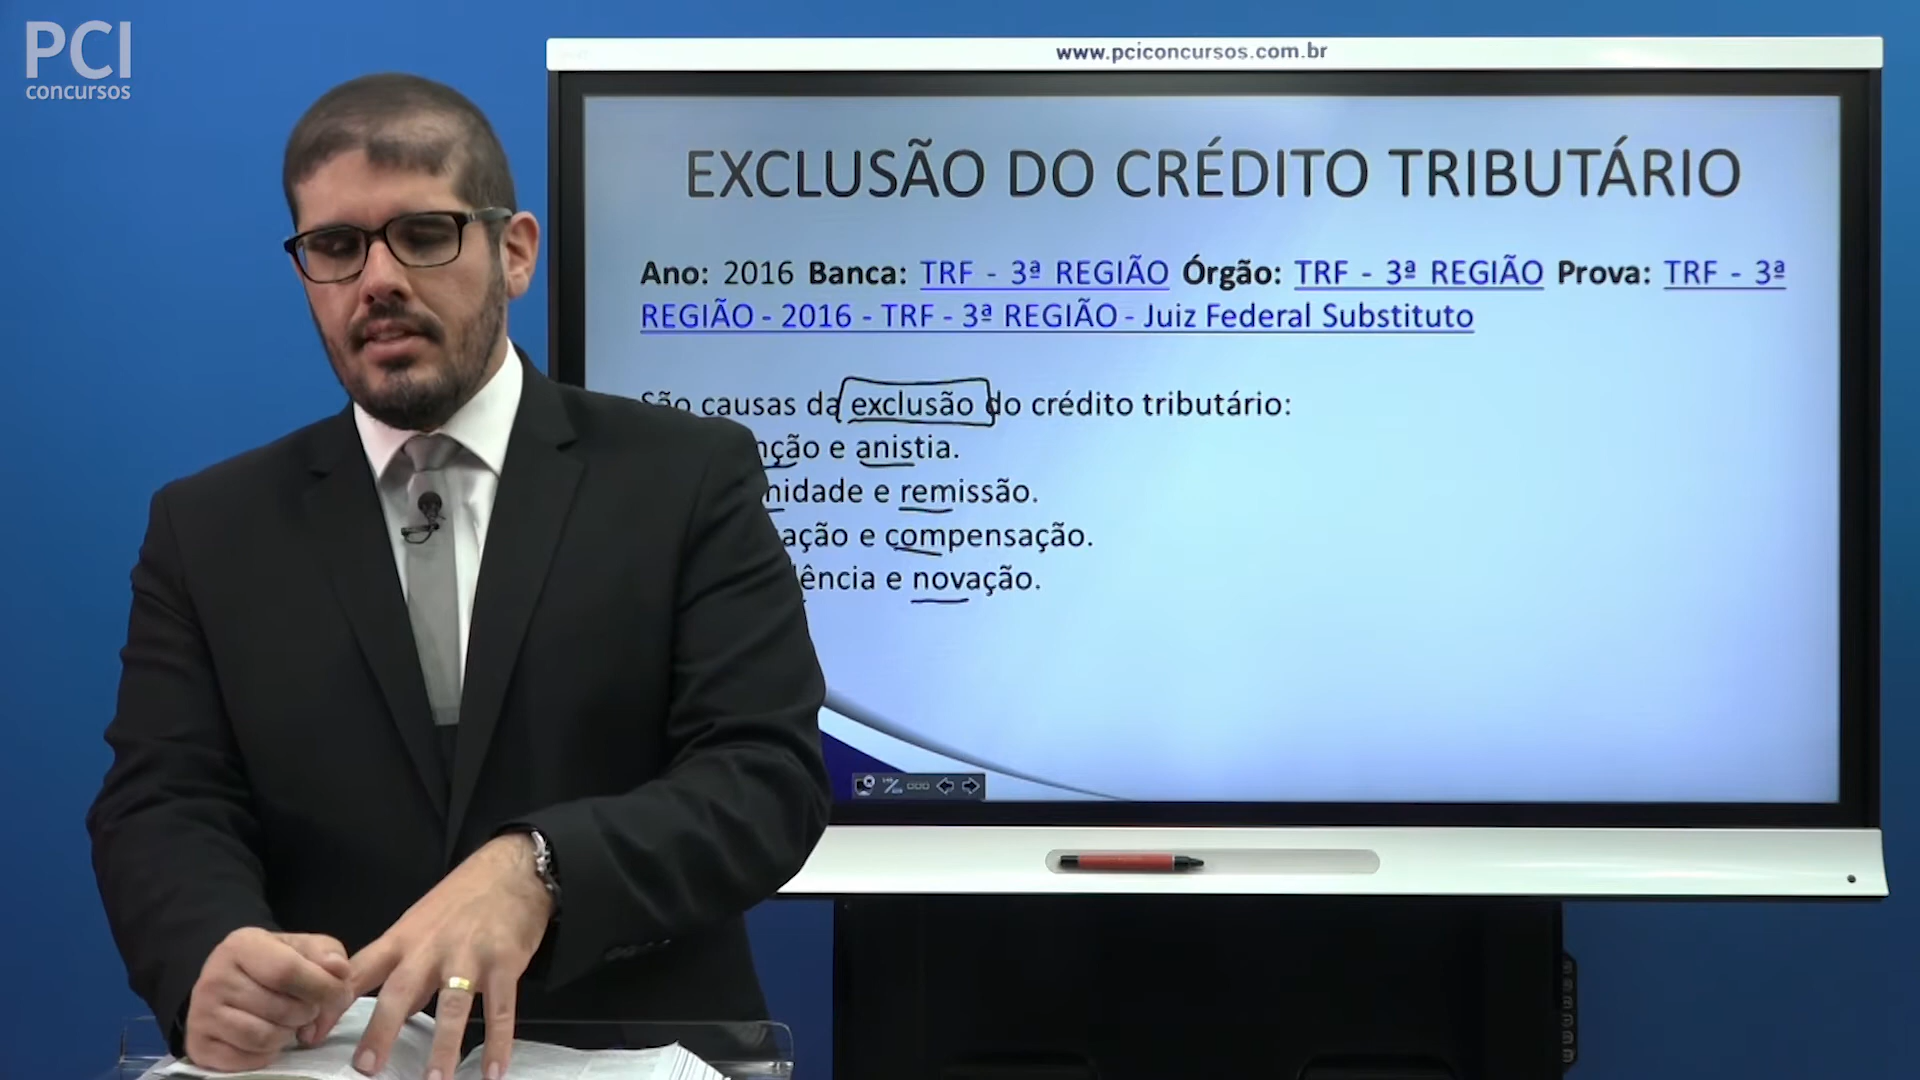 PCI
concursos
www.pciconcursos.com.br
EXCLUSÃO DO CRÉDITO TRIBUTÁRIO
Ano: 2016 Banca: TRF - 3ª REGIÃO Órgão: TRF - 3ª REGIÃO Prova: TRF - 3ª
REGIÃO - 2016 - TRF - 3ª REGIÃO - Juiz Federal Substituto
São causas da exclusão do crédito tributário:
nção e anistia.
nidade e remissão.
ação e compensação.
dência e novação.